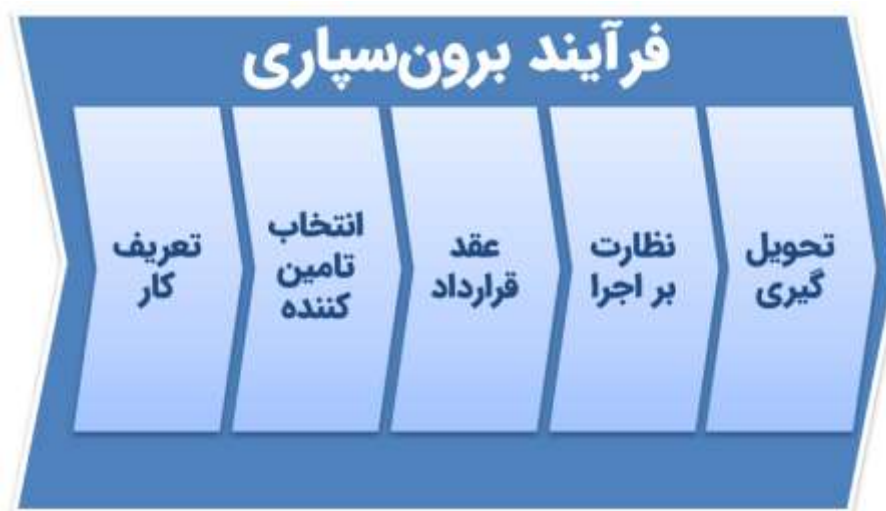 فرآیند برون‌سپاری
تعریف
کار
انتخاب
تامین
کننده
عقد
قرارداد
نظارت
بر اجرا
تحویل
گیری